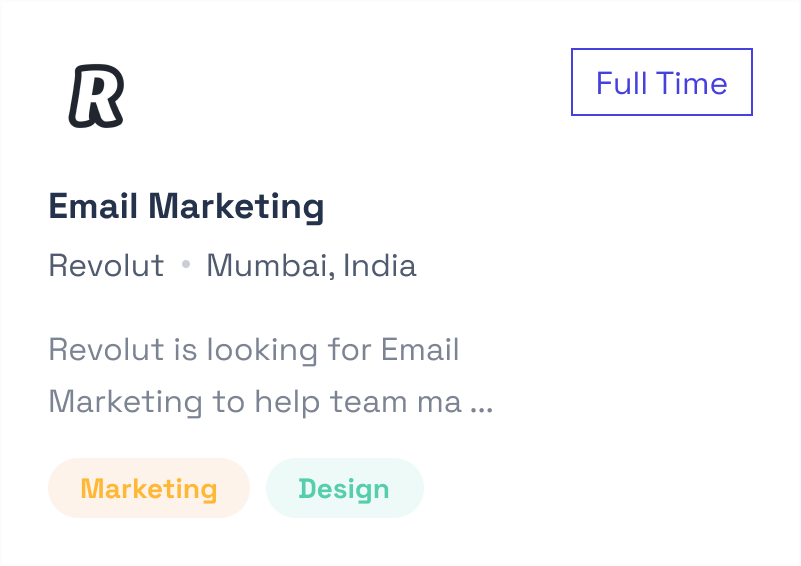 R
Full Time
Email Marketing
Revolut • Mumbai, India
Revolut is looking for Email
Marketing to help team ma ...
Marketing
Design